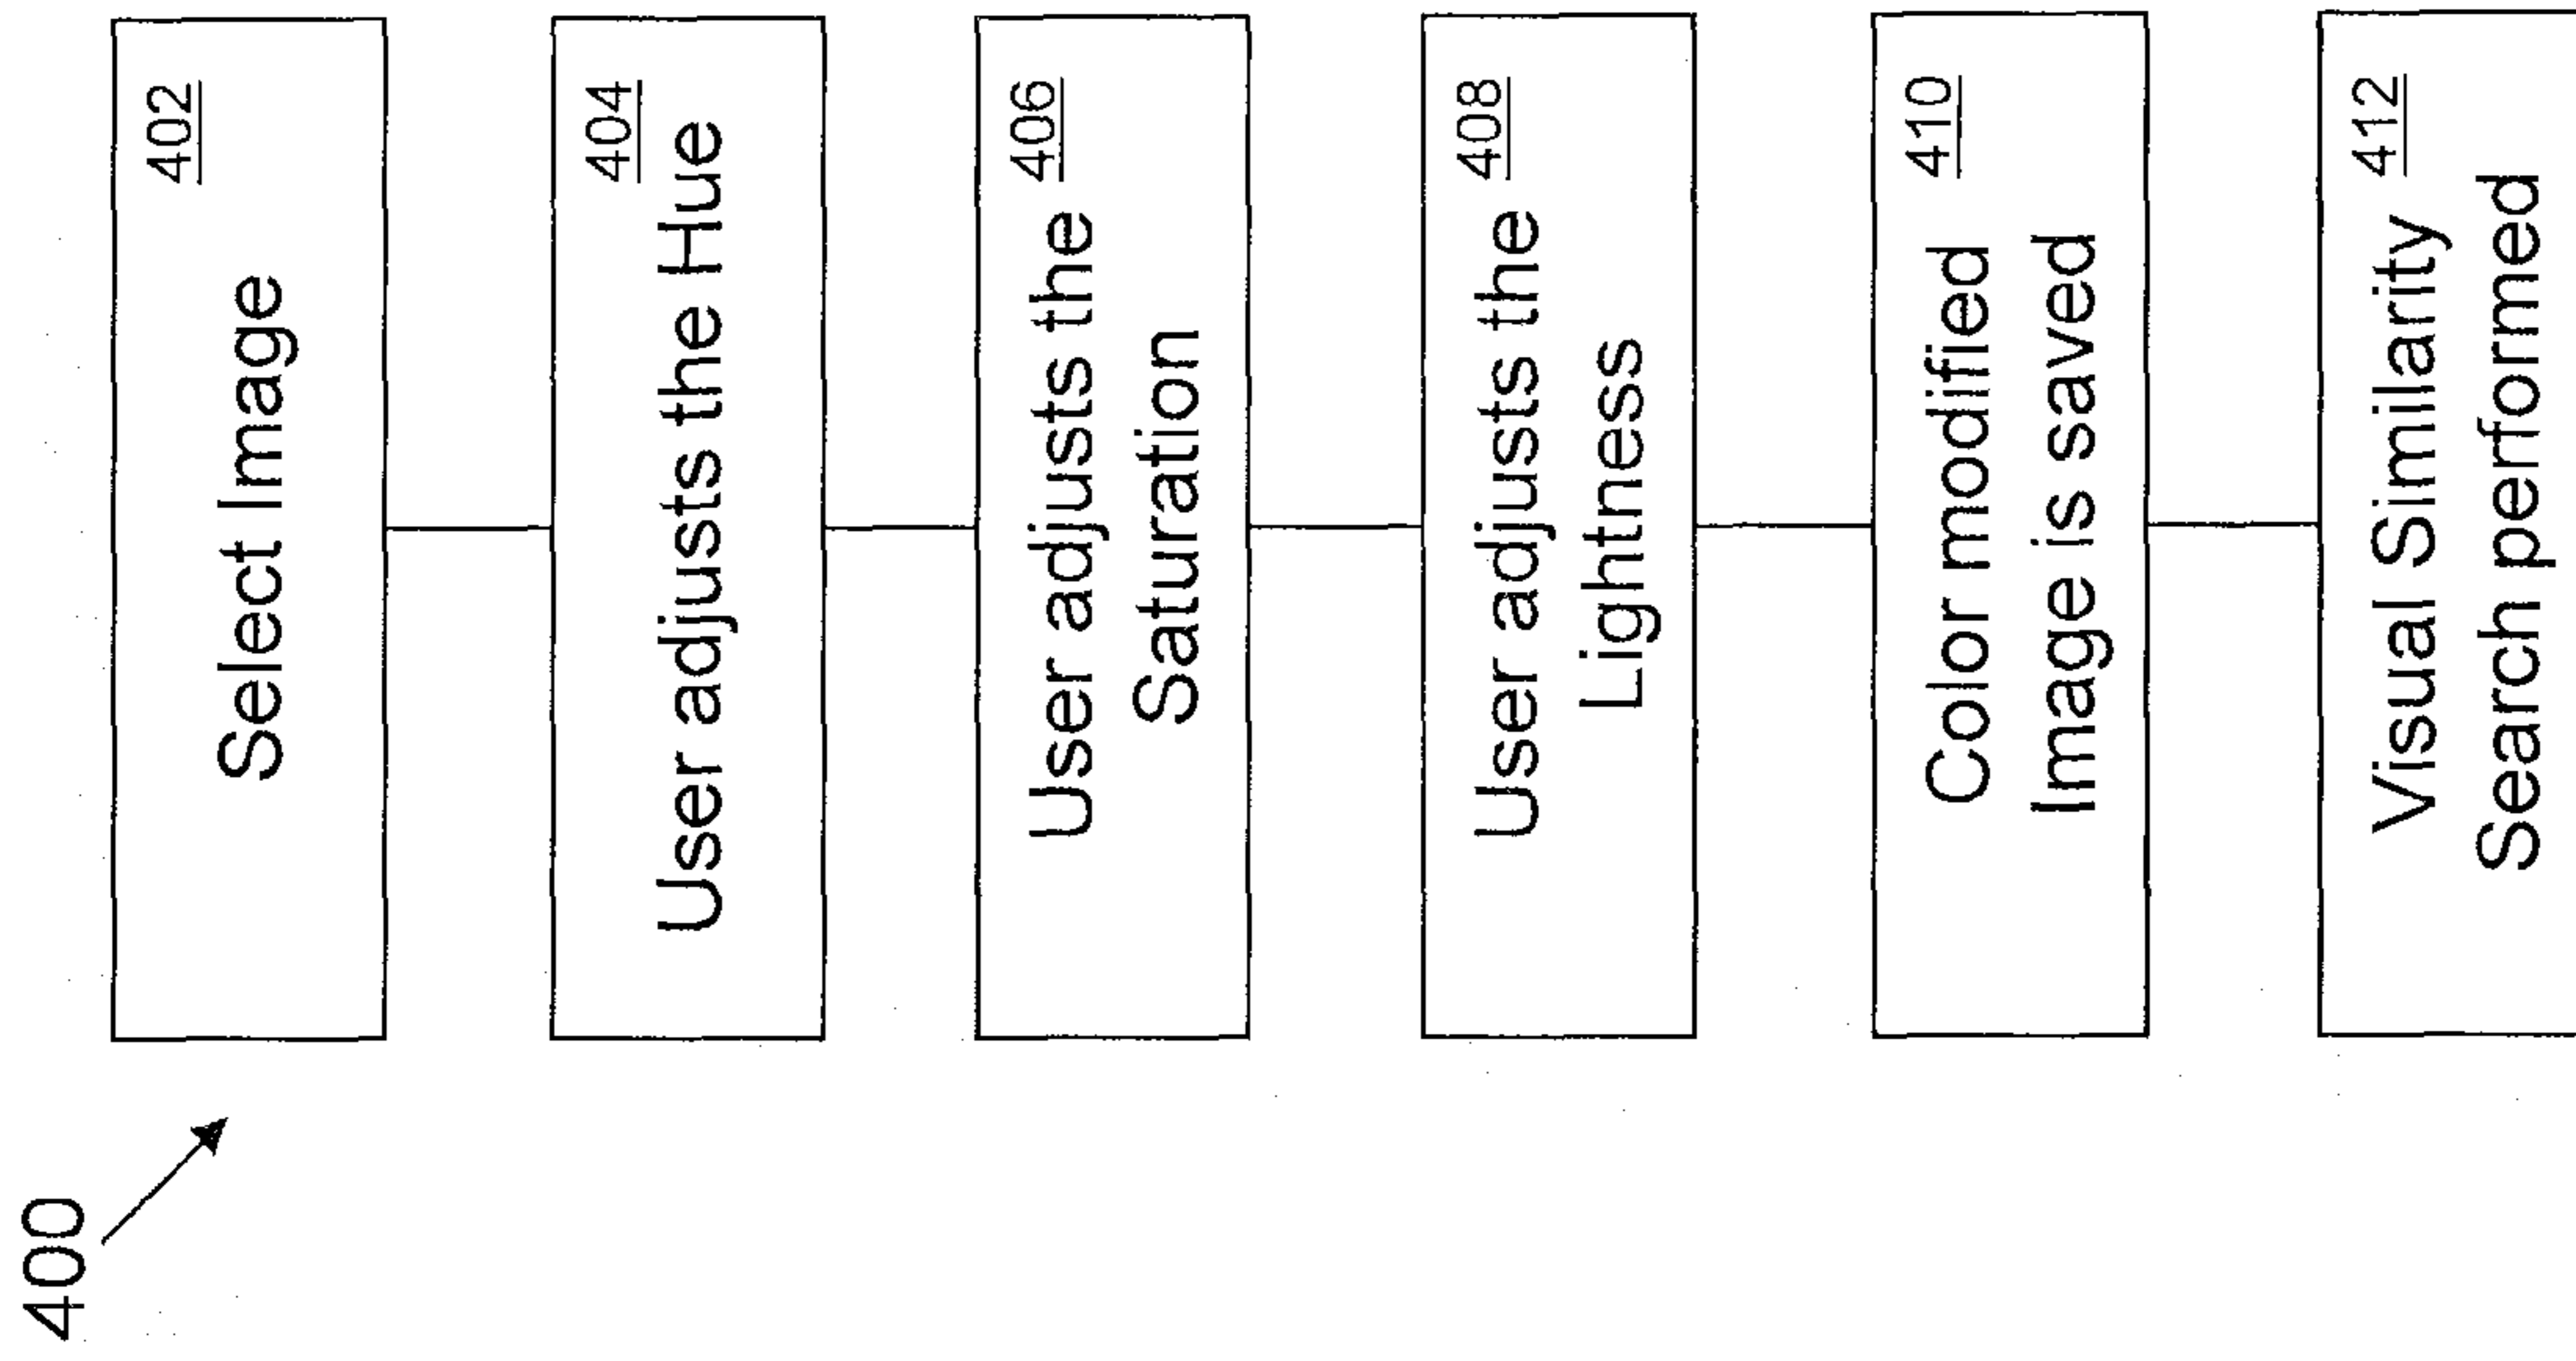 400
402
Select Image
404
User adjusts the Hue
406
User adjusts the
Saturation
408
User adjusts the
Lightness
410
Color modified
Image is saved
412
Visual Similarity
Search performed